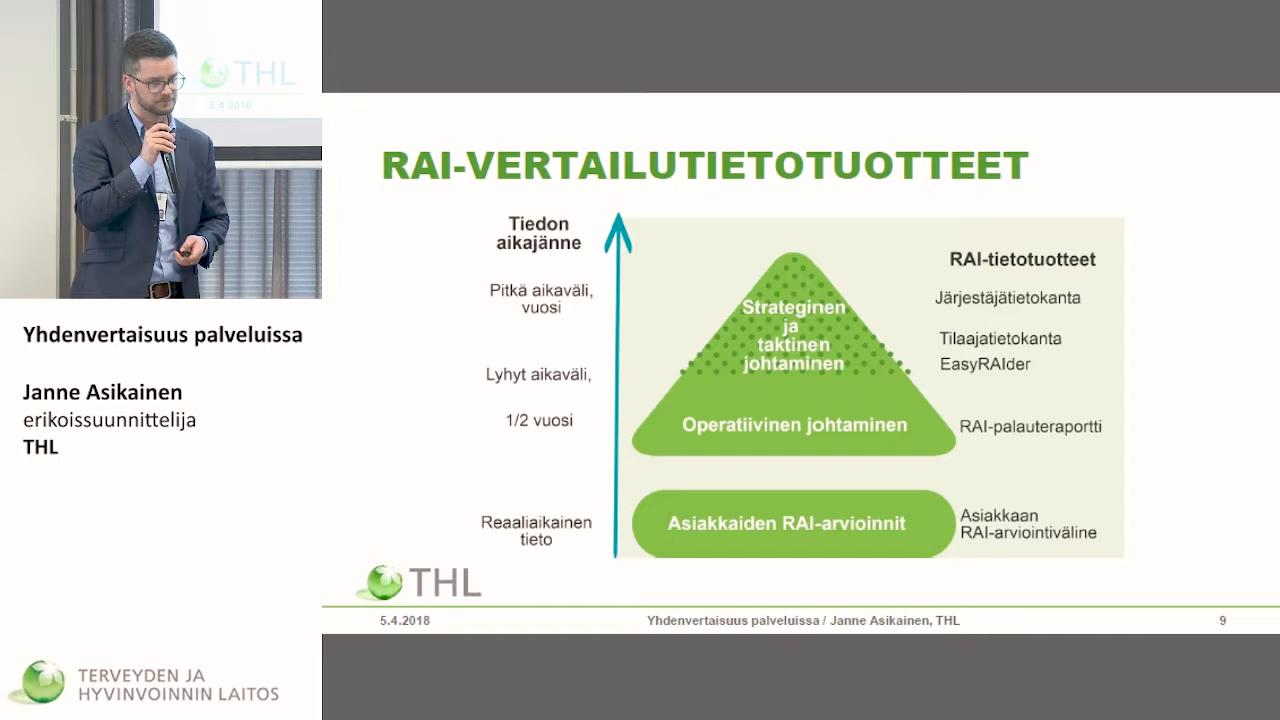 THL
5.4.2018
Yhdenvertaisuus palveluissa
Janne Asikainen
erikoissuunnittelija
THL
TERVEYDEN JA
HYVINVOINNIN LAITOS
RAI-VERTAILUTIETOTUOTTEET
Tiedon
aikajänne
Pitkä aikaväli,
vuosi
Lyhyt aikaväli,
1/2 vuosi
Reaaliaikainen
tieto
Strateginen
ja
taktinen
johtaminen
Operatiivinen johtaminen
Asiakkaiden RAI-arvioinnit
RAI-tietotuotteet
Järjestäjätietokanta
Tilaajatietokanta
EasyRAIder
RAI-palauteraportti
Asiakkaan
RAI-arviointiväline
THL
5.4.2018
Yhdenvertaisuus palveluissa / Janne Asikainen, THL
9